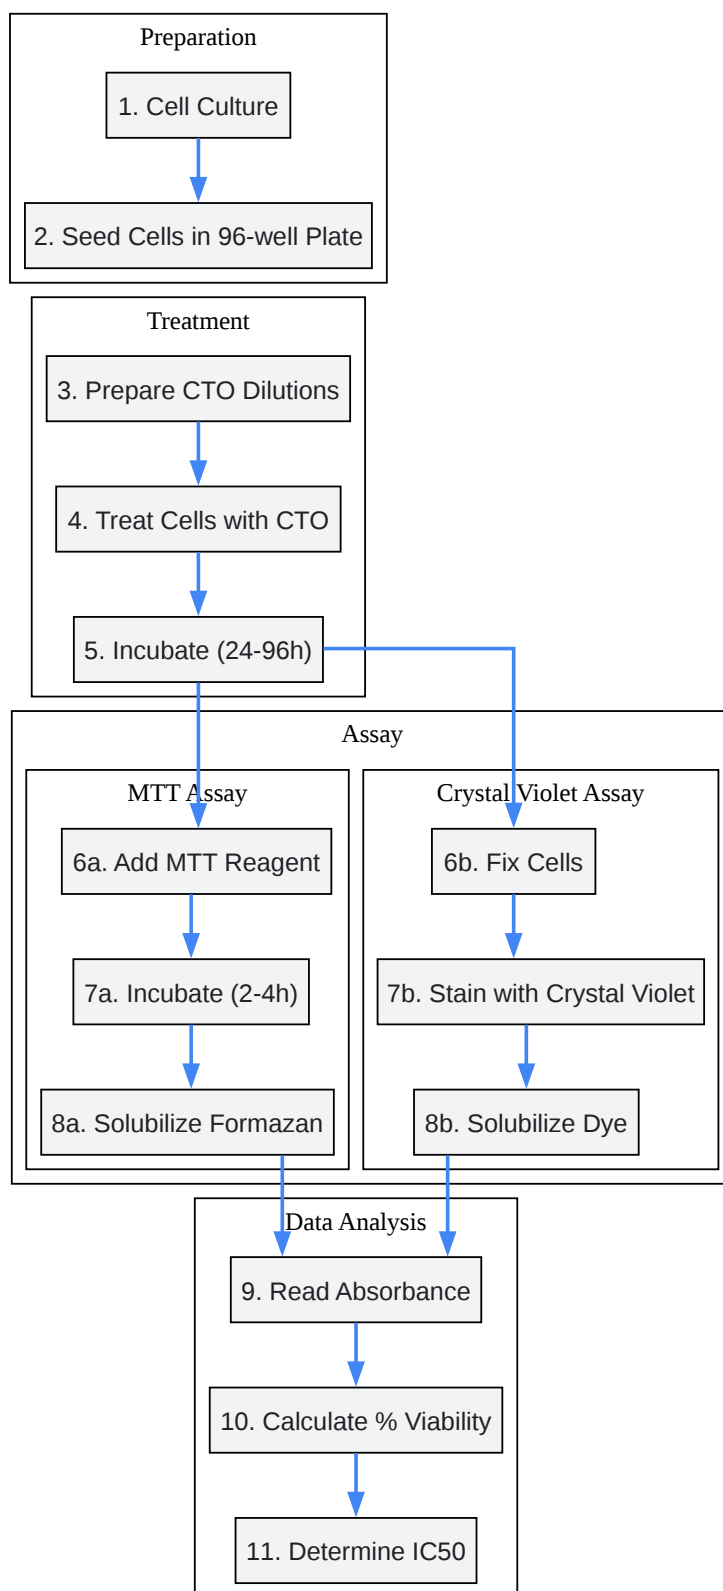 Preparation
1. Cell Culture
2. Seed Cells in 96-well Plate
Treatment
3. Prepare CTO Dilutions
4. Treat Cells with CTO
5. Incubate (24-96h)
Assay
MTT Assay
6a. Add MTT Reagent
7a. Incubate (2-4h)
8a. Solubilize Formazan
Crystal Violet Assay
6b. Fix Cells
7b. Stain with Crystal Violet
8b. Solubilize Dye
Data Analysis
9. Read Absorbance
10. Calculate % Viability
11. Determine IC50